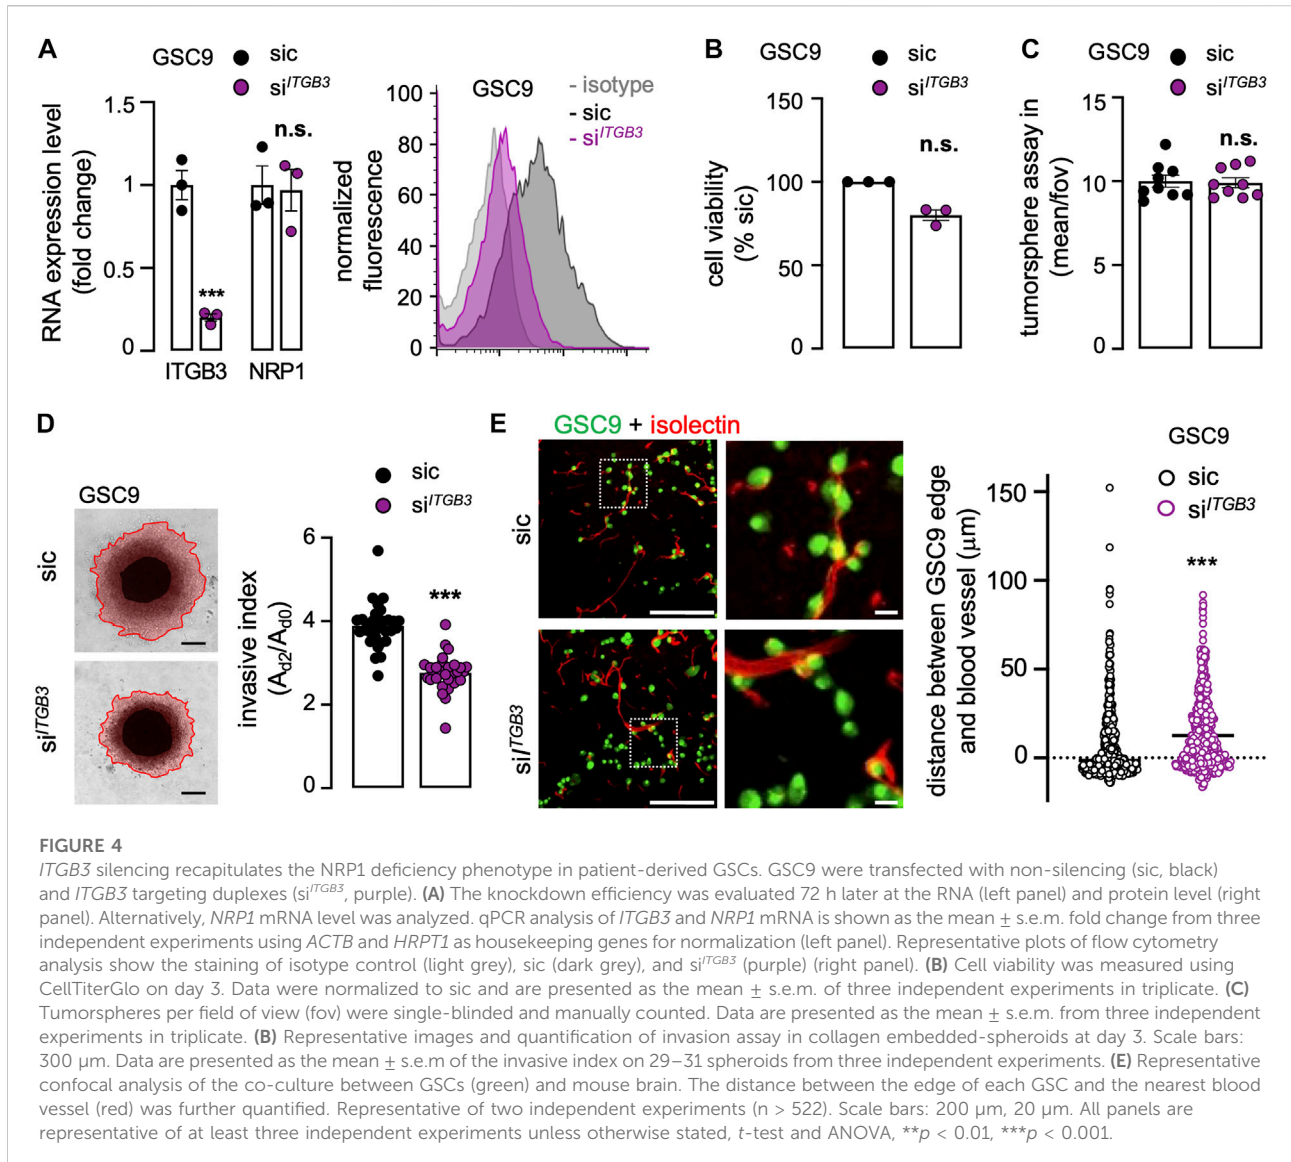 A
GSC9
sic
si^ITGB3
RNA expression level
(fold change)
1.5
1
0.5
0
n.s.
***
ITGB3
NRP1
GSC9
- isotype
- sic
- si^ITGB3
normalized
fluorescence
100
80
60
40
20
0
B
GSC9
sic
si^ITGB3
cell viability
(% sic)
150
100
50
0
n.s.
C
GSC9
sic
si^ITGB3
tumorsphere assay in
(mean/fov)
15
10
5
0
n.s.
D
GSC9
sic
si^ITGB3
sic
si^ITGB3
invasive index
(A_d2/A_d0)
6
4
2
0
***
E
GSC9 + isolectin
sic
si^ITGB3
GSC9
sic
si^ITGB3
distance between GSC9 edge
and blood vessel (μm)
150
100
50
0
***
FIGURE 4
ITGB3 silencing recapitulates the NRP1 deficiency phenotype in patient-derived GSCs. GSC9 were transfected with non-silencing (sic, black)
and ITGB3 targeting duplexes (si^ITGB3, purple). (A) The knockdown efficiency was evaluated 72 h later at the RNA (left panel) and protein level (right
panel). Alternatively, NRP1 mRNA level was analyzed. qPCR analysis of ITGB3 and NRP1 mRNA is shown as the mean ± s.e.m. fold change from three
independent experiments using ACTB and HRPT1 as housekeeping genes for normalization (left panel). Representative plots of flow cytometry
analysis show the staining of isotype control (light grey), sic (dark grey), and si^ITGB3 (purple) (right panel). (B) Cell viability was measured using
CellTiterGlo on day 3. Data were normalized to sic and are presented as the mean ± s.e.m. of three independent experiments in triplicate. (C)
Tumorspheres per field of view (fov) were single-blinded and manually counted. Data are presented as the mean ± s.e.m. from three independent
experiments in triplicate. (B) Representative images and quantification of invasion assay in collagen embedded-spheroids at day 3. Scale bars:
300 μm. Data are presented as the mean ± s.e.m of the invasive index on 29–31 spheroids from three independent experiments. (E) Representative
confocal analysis of the co-culture between GSCs (green) and mouse brain. The distance between the edge of each GSC and the nearest blood
vessel (red) was further quantified. Representative of two independent experiments (n > 522). Scale bars: 200 μm, 20 μm. All panels are
representative of at least three independent experiments unless otherwise stated, t-test and ANOVA, **p < 0.01, ***p < 0.001.